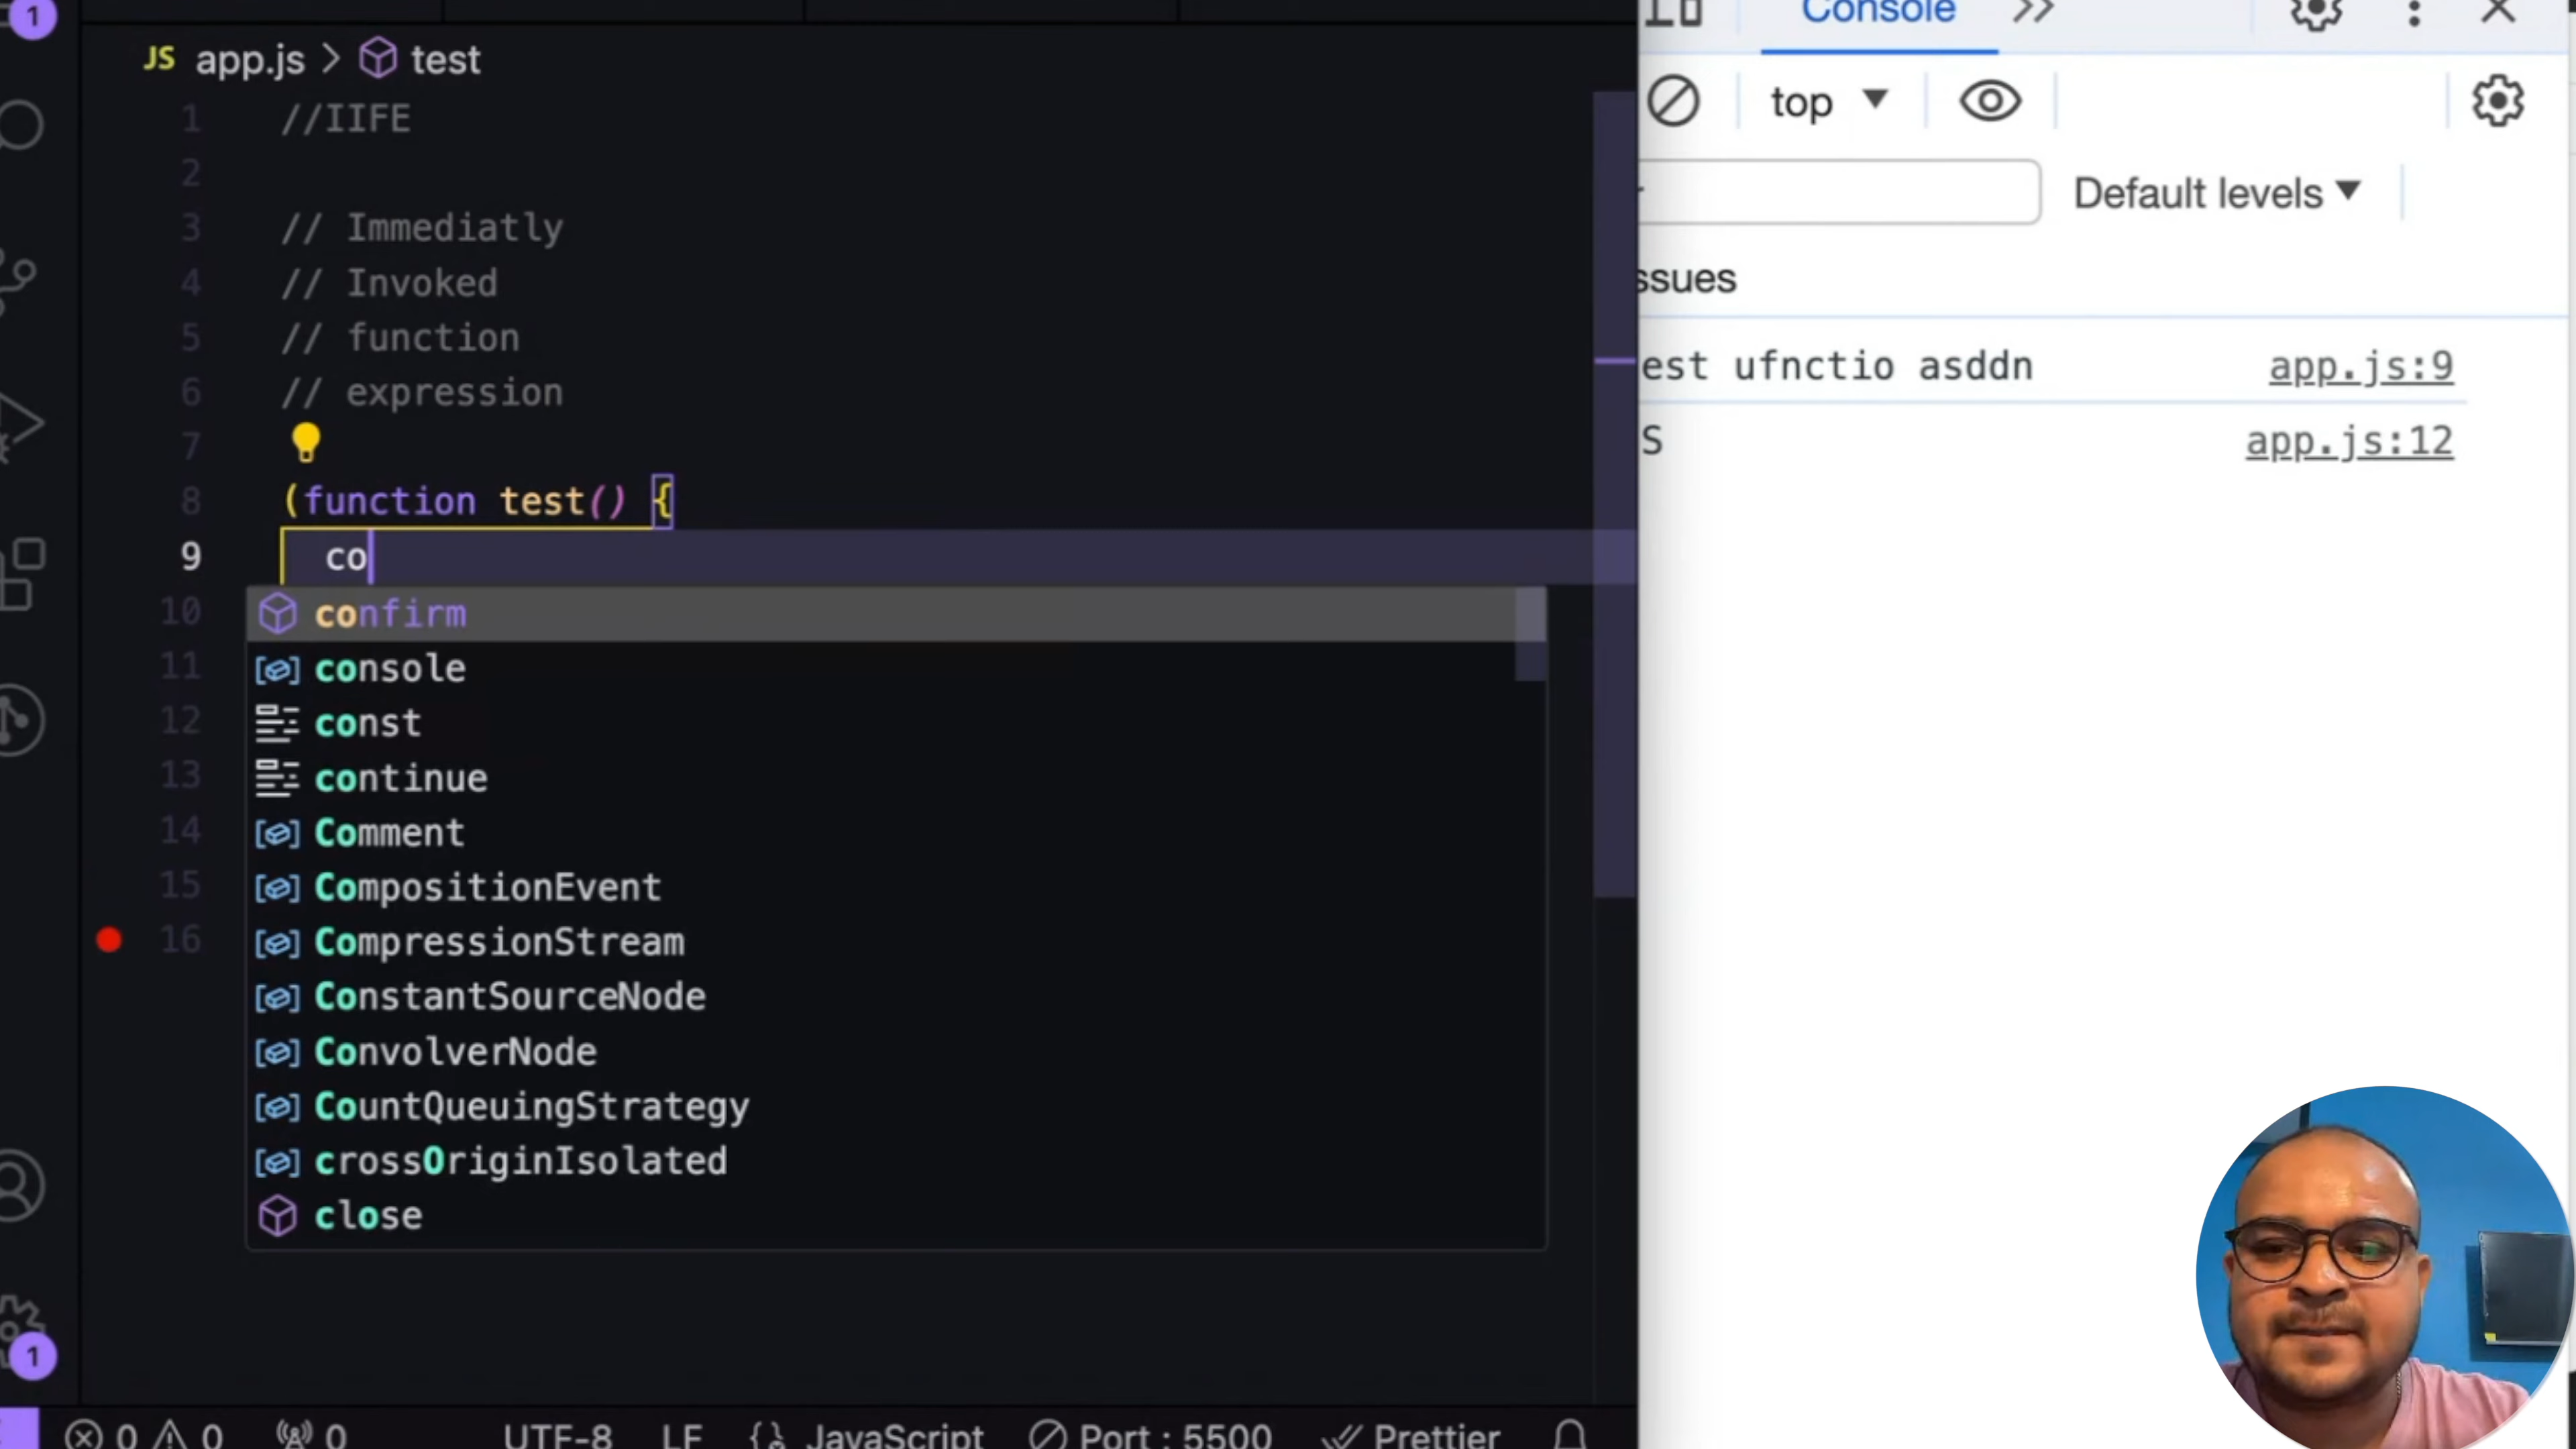 1
Console
JS app.js > test
top
1 //IIFE
2
Default levels
3 // Immediatly
4 // Invoked
ssues
5 // function
est ufnctio asddn app.js:9
6 // expression
S app.js:12
7
8 (function test() {
9 co
10 confirm
11 console
12 const
13 continue
14 Comment
15 CompositionEvent
16 CompressionStream
ConstantSourceNode
ConvolverNode
CountQueuingStrategy
crossOriginIsolated
close
1
0 0 0 UTF-8 LF {} JavaScript Port : 5500 Prettier